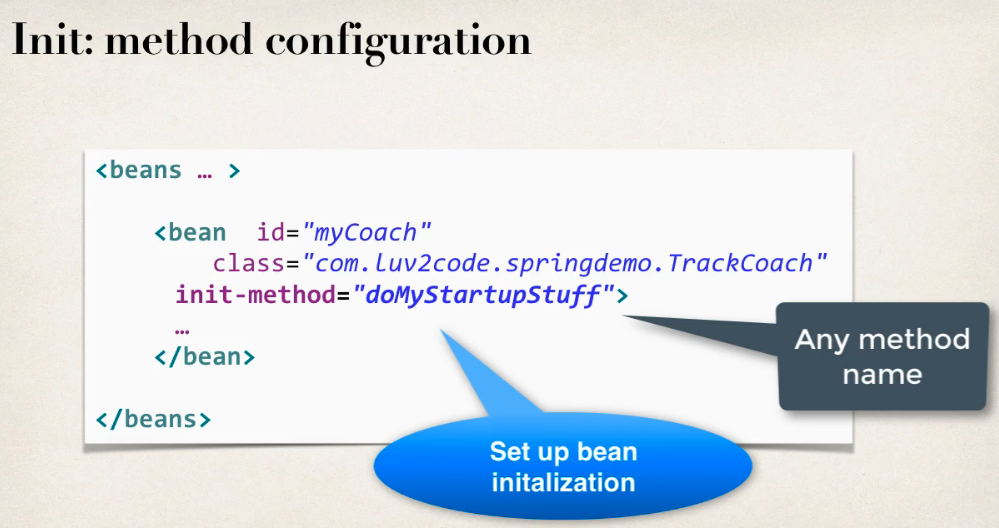 Init: method configuration
<beans … >
<bean id="myCoach"
class="com.luv2code.springdemo.TrackCoach"
init-method="doMyStartupStuff">
…
</bean>
</beans>
Any method
name
Set up bean
initalization